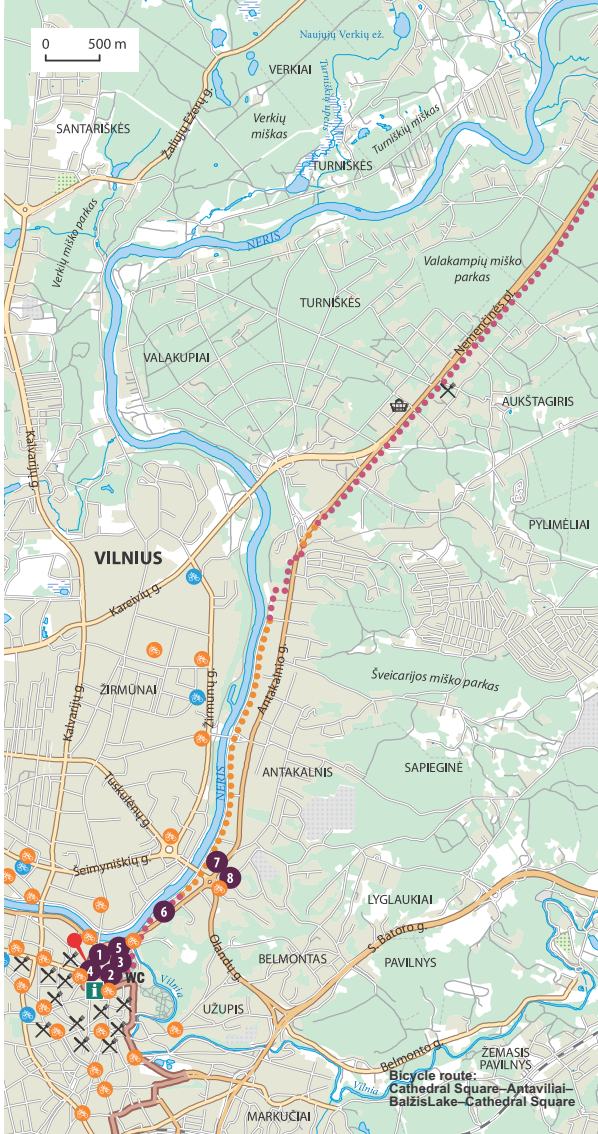 0 500 m
Naujųjų Verkių ež.
VERKIAI
Žaliųjų Ežerų g.
Turniškių upelis
Verkių
miškas
Turniškių miškas
SANTARIŠKĖS
TURNIŠKĖS
Verkių miško parkas
NERIS
Valakampių miško
parkas
TURNIŠKĖS
Nemenčinės pl.
VALAKUPIAI
AUKŠTAGIRIS
Kalvarijų g.
PYLIMĖLIAI
VILNIUS
Kareivių g.
Antakalnio g.
Šveicarijos miško parkas
ŽIRMŪNAI
Žirmūnų g.
Kalvarijų g.
ANTAKALNIS
SAPIEGINĖ
NERIS
Tuskulėnų g.
Šeimyniškių g.
7
8
LYGLAUKIAI
6
S. Batoro g.
Olandų g.
5
1
3
4
2
WC
i
BELMONTAS
PAVILNYS
Vilnia
UŽUPIS
Belmonto g.
ŽEMASIS
PAVILNYS
Vilnia
Bicycle route:
Cathedral Square–Antaviliai–
BalžisLake–Cathedral Square
MARKUČIAI